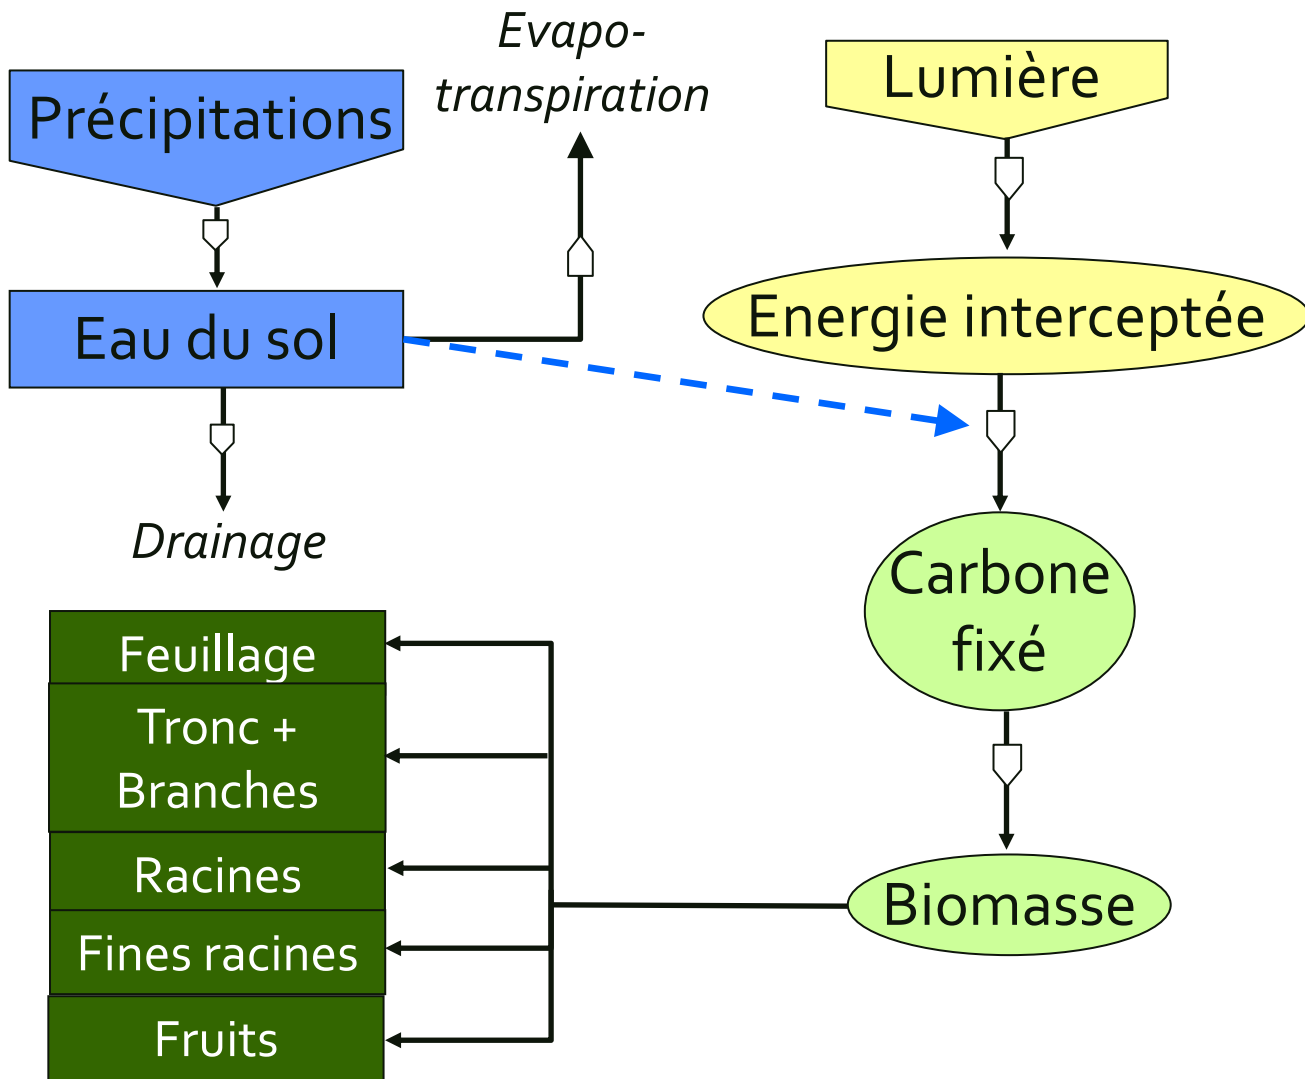 Evapo-
transpiration
Lumière
Précipitations
Energie interceptée
Eau du sol
Drainage
Carbone
fixé
Feuillage
Tronc +
Branches
Racines
Biomasse
Fines racines
Fruits